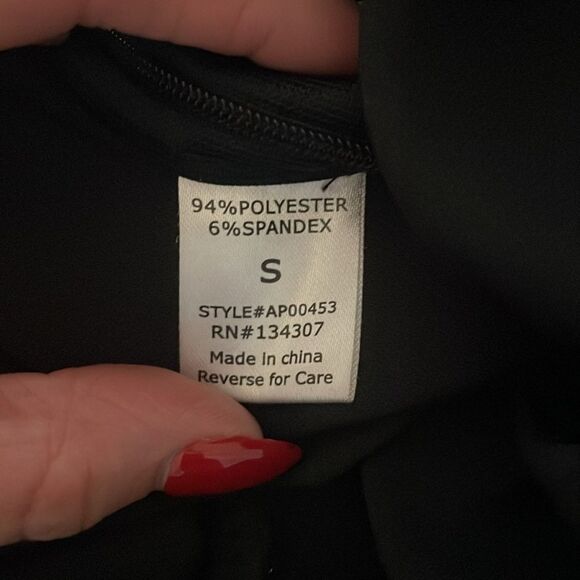 94%POLYESTER
6%SPANDEX
S
STYLE#AP00453
RN#134307
Made in china
Reverse for Care